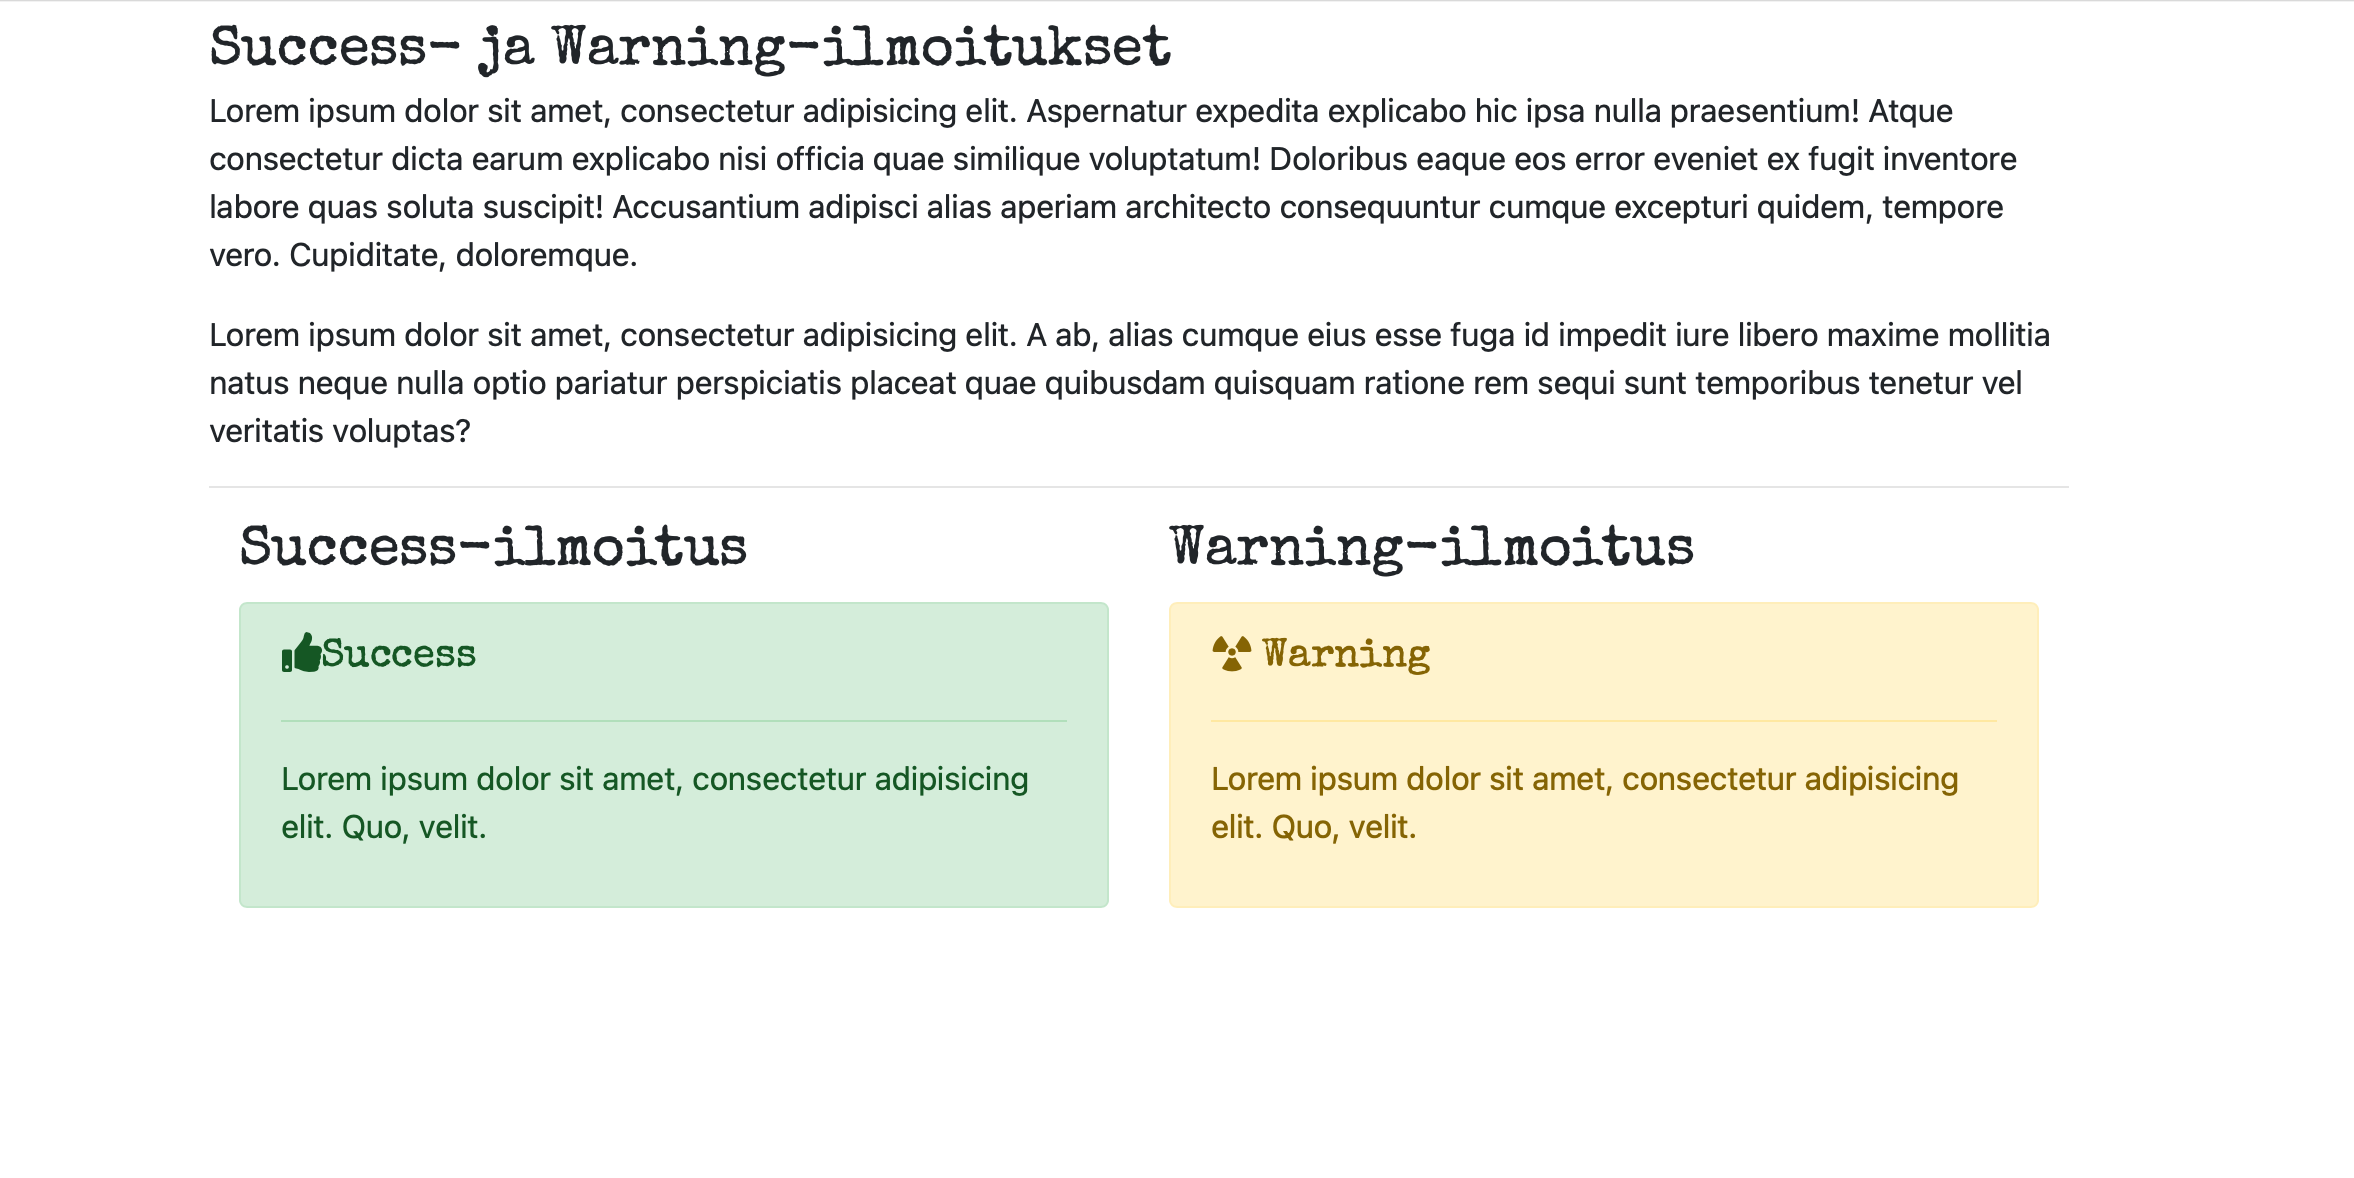 Success- ja Warning-ilmoitukset
Lorem ipsum dolor sit amet, consectetur adipisicing elit. Aspernatur expedita explicabo hic ipsa nulla praesentium! Atque
consectetur dicta earum explicabo nisi officia quae similique voluptatum! Doloribus eaque eos error eveniet ex fugit inventore
labore quas soluta suscipit! Accusantium adipisci alias aperiam architecto consequuntur cumque excepturi quidem, tempore
vero. Cupiditate, doloremque.
Lorem ipsum dolor sit amet, consectetur adipisicing elit. A ab, alias cumque eius esse fuga id impedit iure libero maxime mollitia
natus neque nulla optio pariatur perspiciatis placeat quae quibusdam quisquam ratione rem sequi sunt temporibus tenetur vel
veritatis voluptas?
Success-ilmoitus
Success
Lorem ipsum dolor sit amet, consectetur adipisicing
elit. Quo, velit.
Warning-ilmoitus
Warning
Lorem ipsum dolor sit amet, consectetur adipisicing
elit. Quo, velit.